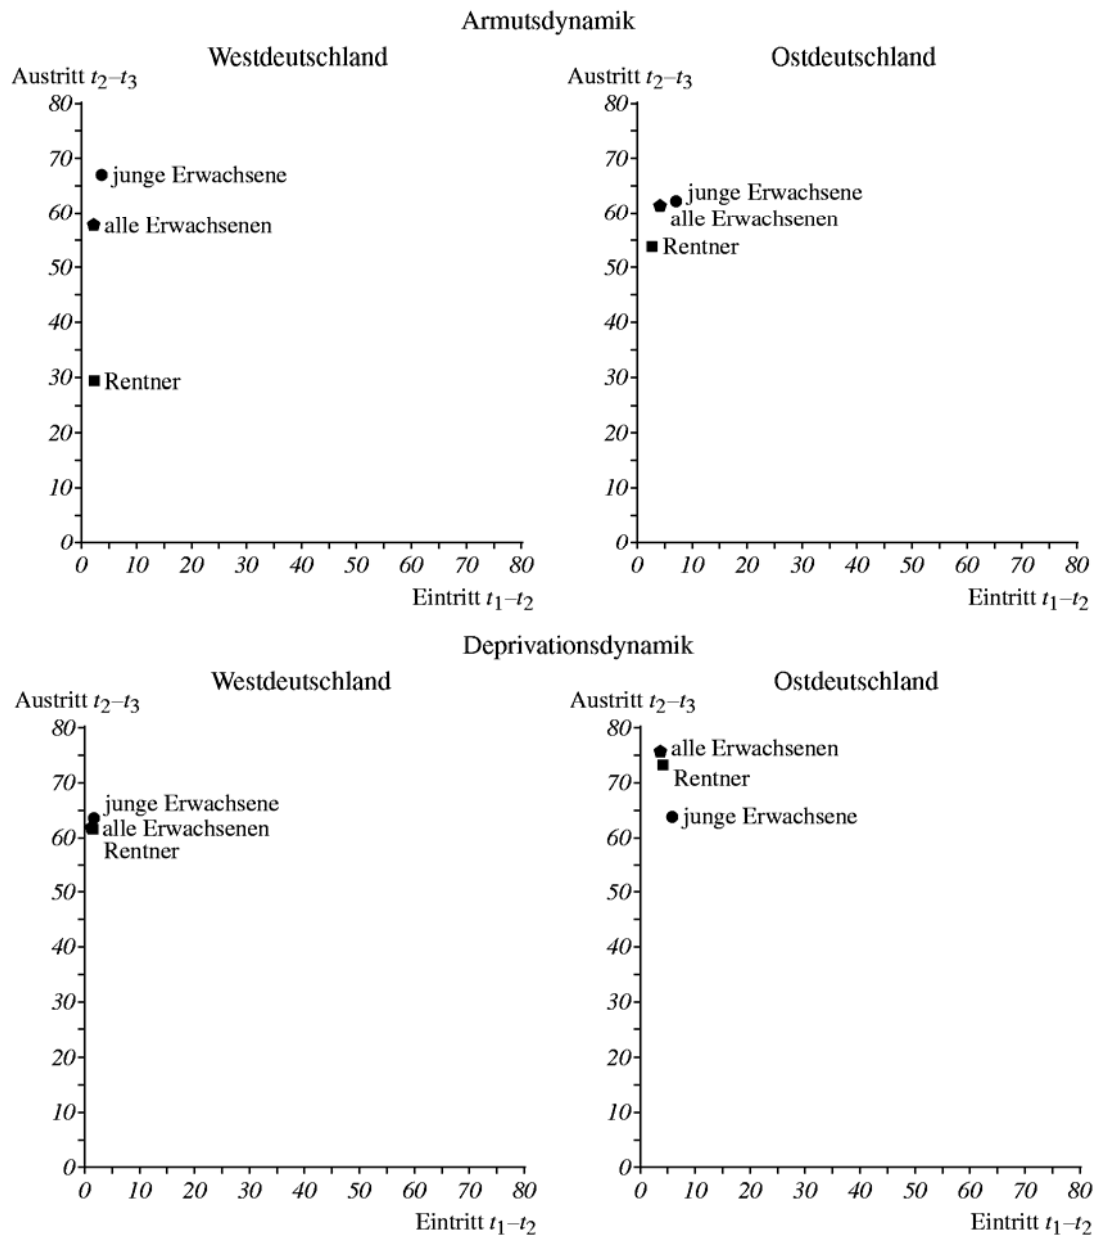 Armutsdynamik
Westdeutschland
Austritt t2–t3
80
70
junge Erwachsene
60
alle Erwachsenen
50
40
30
Rentner
20
10
0
0 10 20 30 40 50 60 70 80
Eintritt t1–t2
Ostdeutschland
Austritt t2–t3
80
70
junge Erwachsene
60
alle Erwachsenen
Rentner
50
40
30
20
10
0
0 10 20 30 40 50 60 70 80
Eintritt t1–t2
Deprivationsdynamik
Westdeutschland
Austritt t2–t3
80
70
junge Erwachsene
alle Erwachsenen
60
Rentner
50
40
30
20
10
0
0 10 20 30 40 50 60 70 80
Eintritt t1–t2
Ostdeutschland
Austritt t2–t3
80
alle Erwachsenen
Rentner
70
junge Erwachsene
60
50
40
30
20
10
0
0 10 20 30 40 50 60 70 80
Eintritt t1–t2